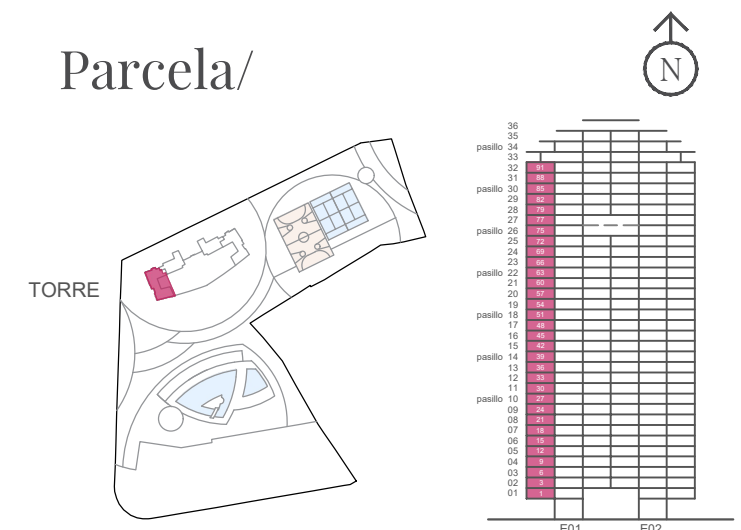 Parcela/
N
TORRE
36
35
pasillo 34
33
32 91
31 88
pasillo 30 85
29 82
28 79
27 77
pasillo 26 75
25 72
24 69
23 66
pasillo 22 63
21 60
20 57
19 54
pasillo 18 51
17 48
16 45
15 42
pasillo 14 39
13 36
12 33
11 30
pasillo 10 27
09 24
08 21
07 18
06 15
05 12
04 9
03 6
02 3
01 1
E01 E02